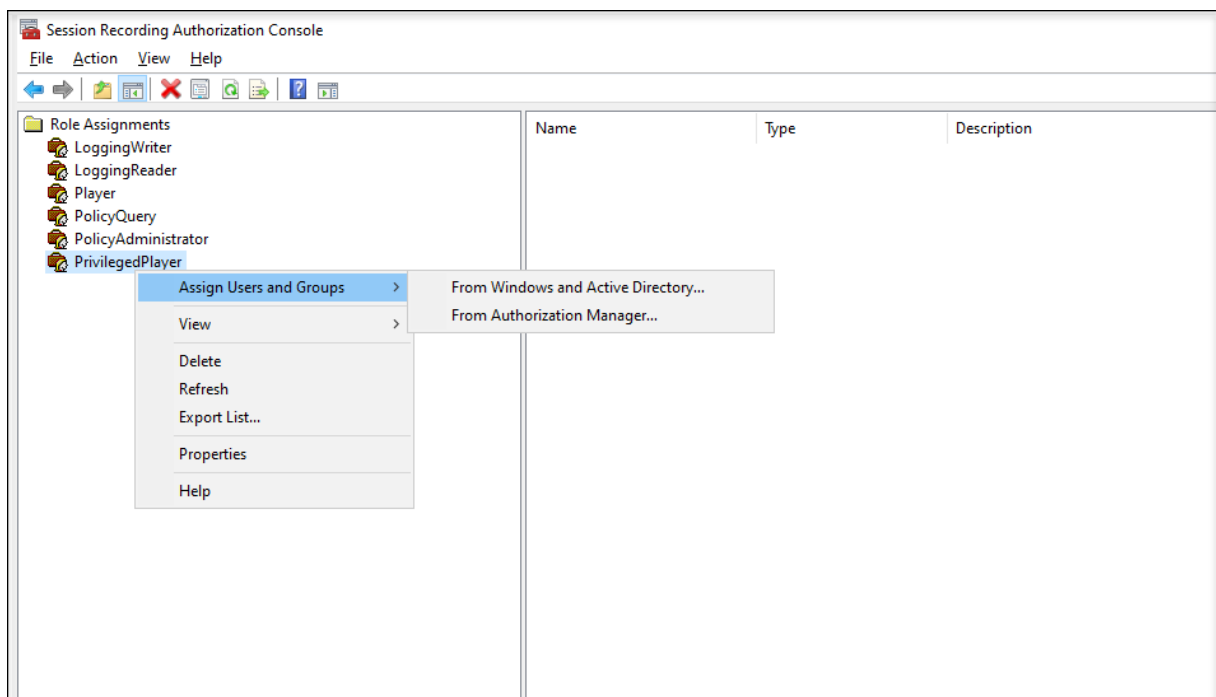 Session Recording Authorization Console
File Action View Help
Role Assignments
LoggingWriter
LoggingReader
Player
PolicyQuery
PolicyAdministrator
PrivilegedPlayer
Name Type Description
Assign Users and Groups
View
Delete
Refresh
Export List...
Properties
Help
From Windows and Active Directory...
From Authorization Manager...